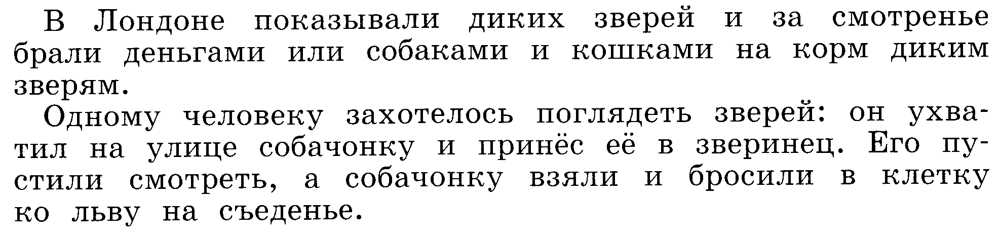 В Лондоне показывали диких зверей и за смотренье
брали деньгами или собаками и кошками на корм диким
зверям.
Одному человеку захотелось поглядеть зверей: он ухва-
тил на улице собачонку и принёс её в зверинец. Его пу-
стили смотреть, а собачонку взяли и бросили в клетку
ко льву на съеденье.